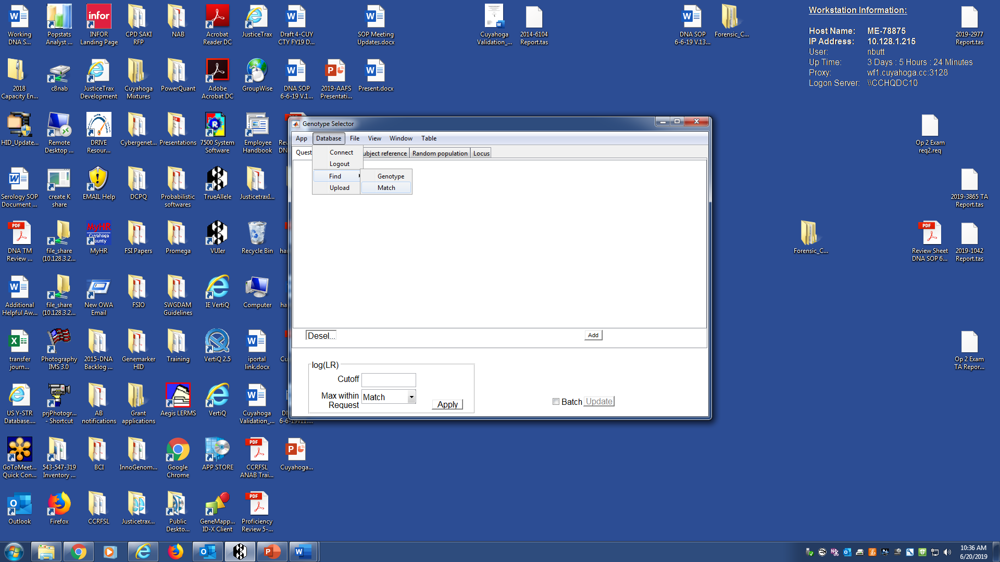 Workstation Information:
Host Name: ME-78875
IP Address: 10.128.1.215
User: nbutt
Up Time: 3 Days : 5 Hours : 24 Minutes
Proxy: wf1.cuyahoga.cc:3128
Logon Server: \\CCHQDC10
Working
DNA S...
Popstats
Analyst ...
infor
INFOR
Landing Page
CPD SAKI
RFP
NAB
Acrobat
Reader DC
JusticeTrax
Draft 4-CUY
CTY FY19 D...
SOP Meeting
Updates.docx
Cuyahoga
Validation_...
2014-6104
Report.tas
DNA SOP
6-6-19 V.13...
Forensic_C...
2019-2977
Report.tas
2018
Capacity En...
c8nab
JusticeTrax
Development
Cuyahoga
Mixtures
PowerQuant
Adobe
Acrobat DC
GroupWise
DNA SOP
6-6-19 V.1...
2019-AAFS
Presentati...
Present.docx
HID_Update...
Remote
Desktop ...
DRIVE
Resour...
Cybergenet...
Presentations
7500 System
Software
Employee
Handbook
Op 2 Exam
req2.req
Serology SOP
Document ...
create K
share
EMAIL Help
DCPQ
Probabilistic
softwares
TrueAllele
JusticetraxI...
2019-3865 TA
Report.tas
DNA TM
Review ...
file_share
(10.128.3.2...
MyHR
Cuyahoga
County
MyHR
FSI Papers
Promega
VUIer
Recycle Bin
Forensic_C...
Review Sheet
DNA SOP 6...
2019-1042
Report.tas
Additional
Helpful Aw...
file_share
(10.128.3.2...
New OWA
Email
FSIO
SWGDAM
Guidelines
IE VertiQ
Computer
transfer
journ...
Photography
IMS 3.0
2015-DNA
Backlog ...
Genemarker
HID
Training
VertiQ 2.5
iportal
link.docx
Op 2 Exam
TA Repor...
US Y-STR
Database....
prjPhotogr...
- Shortcut
AB
notifications
Grant
applications
Aegis LERMS
VertiQ
Cuyahoga
Validation_...
GoToMeet...
Quick Con...
543-547-319
Inventory ...
BCI
InnoGenom...
Google
Chrome
APP STORE
CCRFSL
ANAB Trai...
Cuyahoga...
Outlook
Firefox
CCRFSL
Justicetrax...
Public
Deskto...
GeneMapp...
ID-X Client
Proficiency
Review 5-...
Genotype Selector
App Database File View Window Table
Quest
ubject reference Random population Locus
Connect
Logout
Find
Upload
Genotype
Match
Desel...
Add
log(LR)
Cutoff
Max within
Request
Match
Apply
Batch Update
10:36 AM
6/20/2019